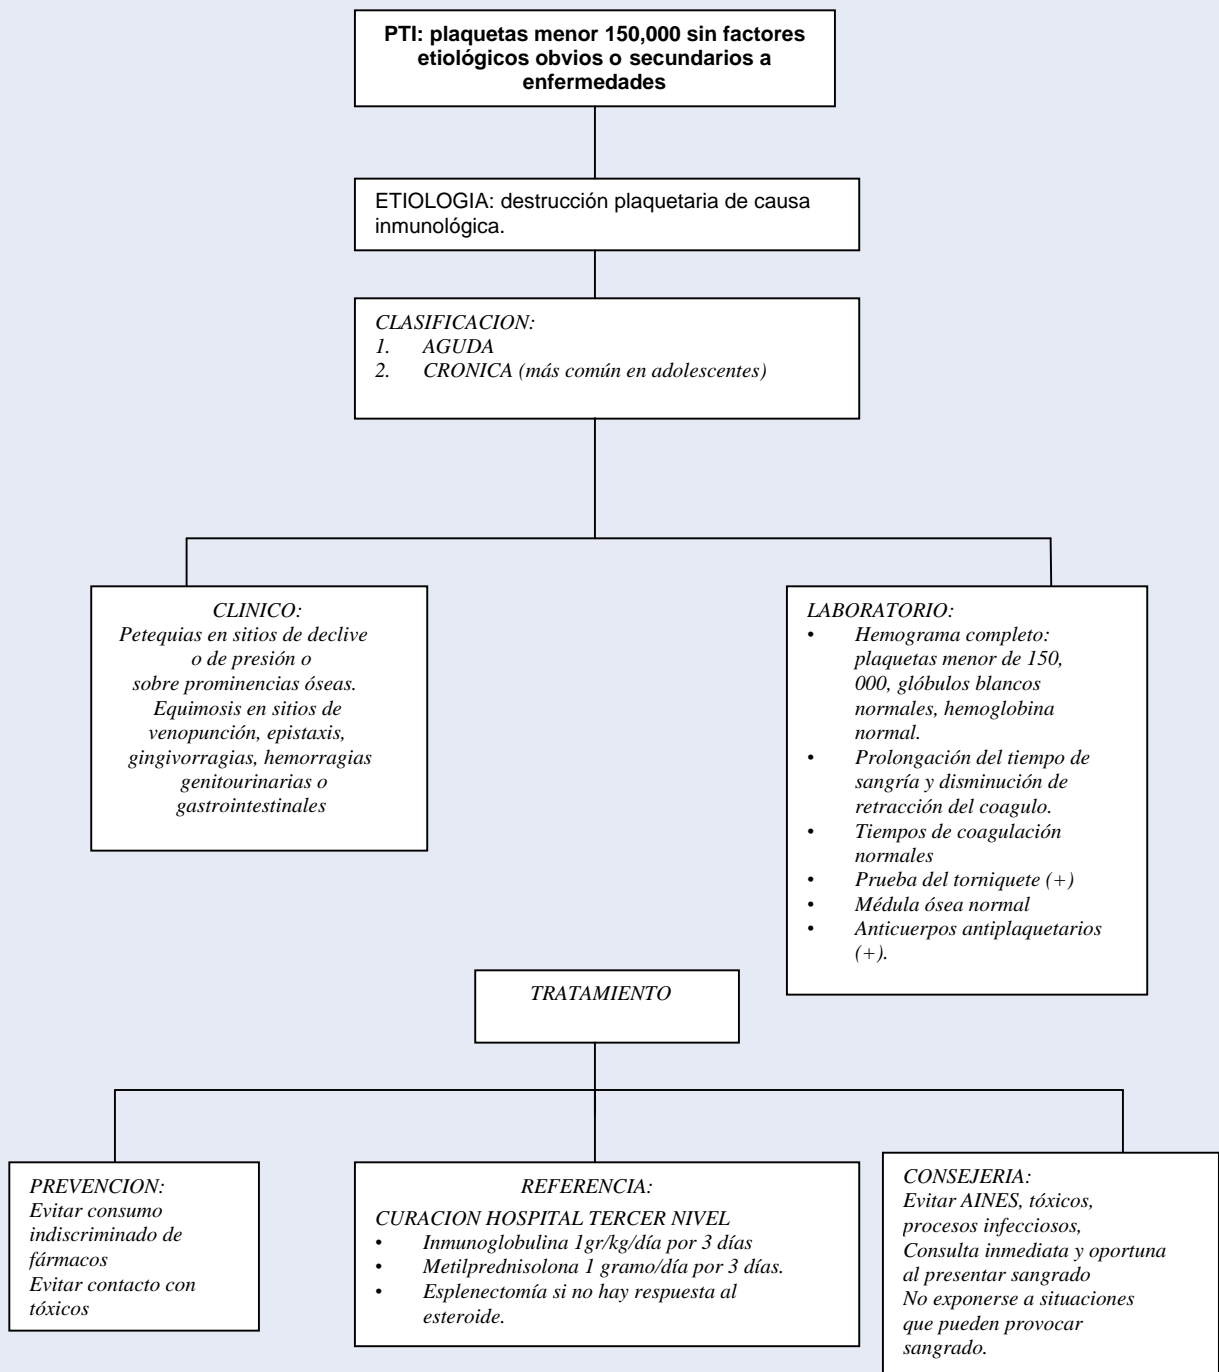 PTI: plaquetas menor 150,000 sin factores
etiológicos obvios o secundarios a
enfermedades
ETIOLOGIA: destrucción plaquetaria de causa
inmunológica.
CLASIFICACION:
1. AGUDA
2. CRONICA (más común en adolescentes)
CLINICO:
Petequias en sitios de declive
o de presión o
sobre prominencias óseas.
Equimosis en sitios de
venopunción, epistaxis,
gingivorragias, hemorragias
genitourinarias o
gastrointestinales
LABORATORIO:
• Hemograma completo:
plaquetas menor de 150,
000, glóbulos blancos
normales, hemoglobina
normal.
• Prolongación del tiempo de
sangría y disminución de
retracción del coagulo.
• Tiempos de coagulación
normales
• Prueba del torniquete (+)
• Médula ósea normal
• Anticuerpos antiplaquetarios
(+).
TRATAMIENTO
PREVENCION:
Evitar consumo
indiscriminado de
fármacos
Evitar contacto con
tóxicos
REFERENCIA:
CURACION HOSPITAL TERCER NIVEL
• Inmunoglobulina 1gr/kg/día por 3 días
• Metilprednisolona 1 gramo/día por 3 días.
• Esplenectomía si no hay respuesta al
esteroide.
CONSEJERIA:
Evitar AINES, tóxicos,
procesos infecciosos,
Consulta inmediata y oportuna
al presentar sangrado
No exponerse a situaciones
que pueden provocar
sangrado.